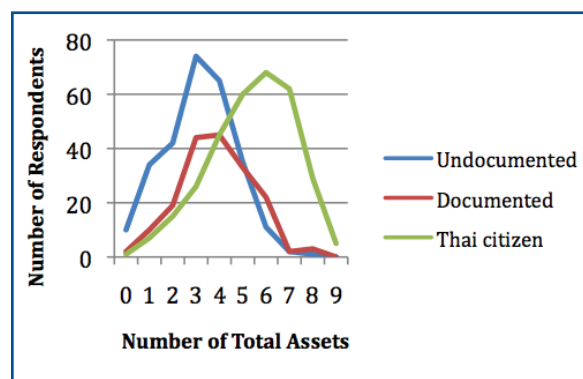 80
60
40
20
0
Number of Respondents
0 1 2 3 4 5 6 7 8 9
Number of Total Assets
Undocumented
Documented
Thai citizen